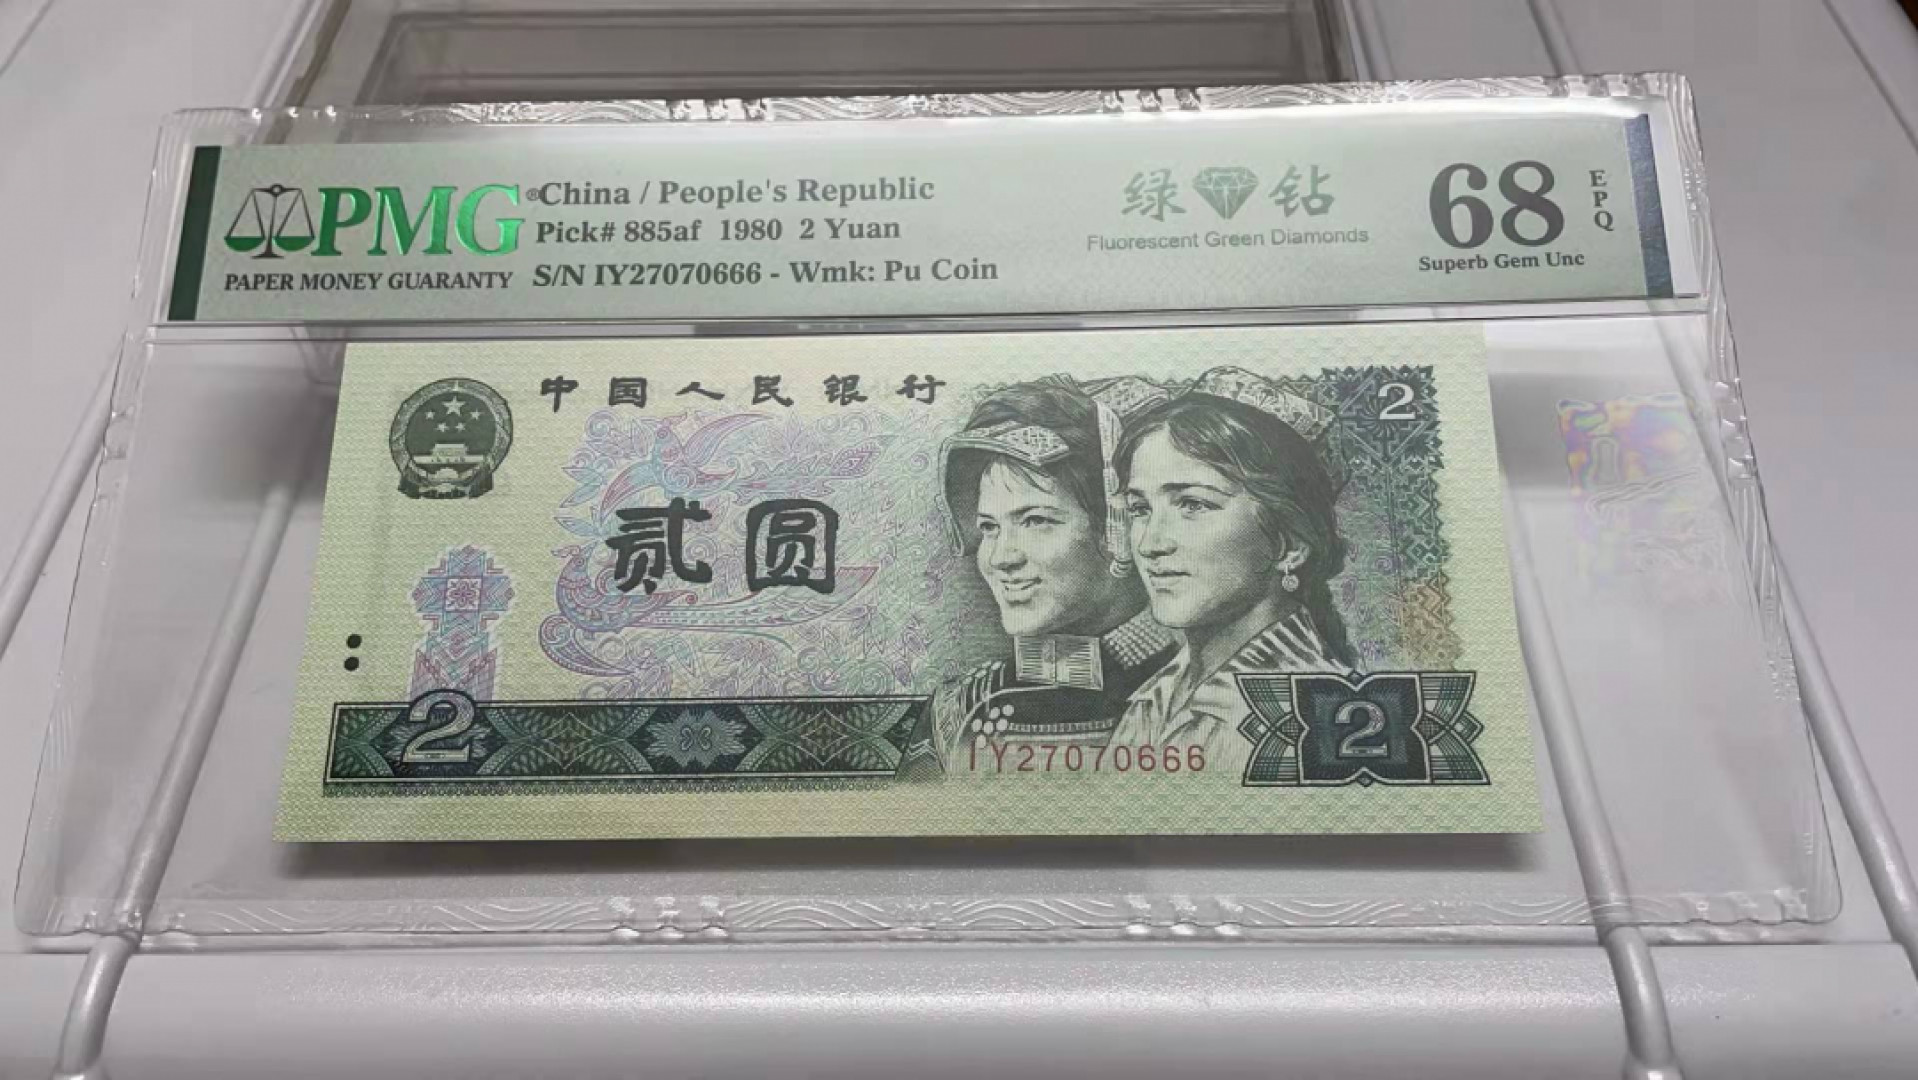 PMG®
PAPER MONEY GUARANTY
China / People's Republic
Pick# 885af 1980 2 Yuan
S/N IY27070666 - Wmk: Pu Coin
绿 钻
Fluorescent Green Diamonds
68
EPQ
Superb Gem Unc
中国人民银行
2
贰圆
2
IY27070666
2